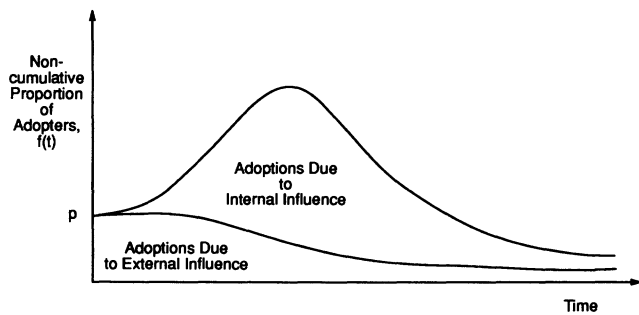 Non-
cumulative
Proportion
of
Adopters,
f(t)
Adoptions Due
to
Internal Influence
p
Adoptions Due
to External Influence
Time